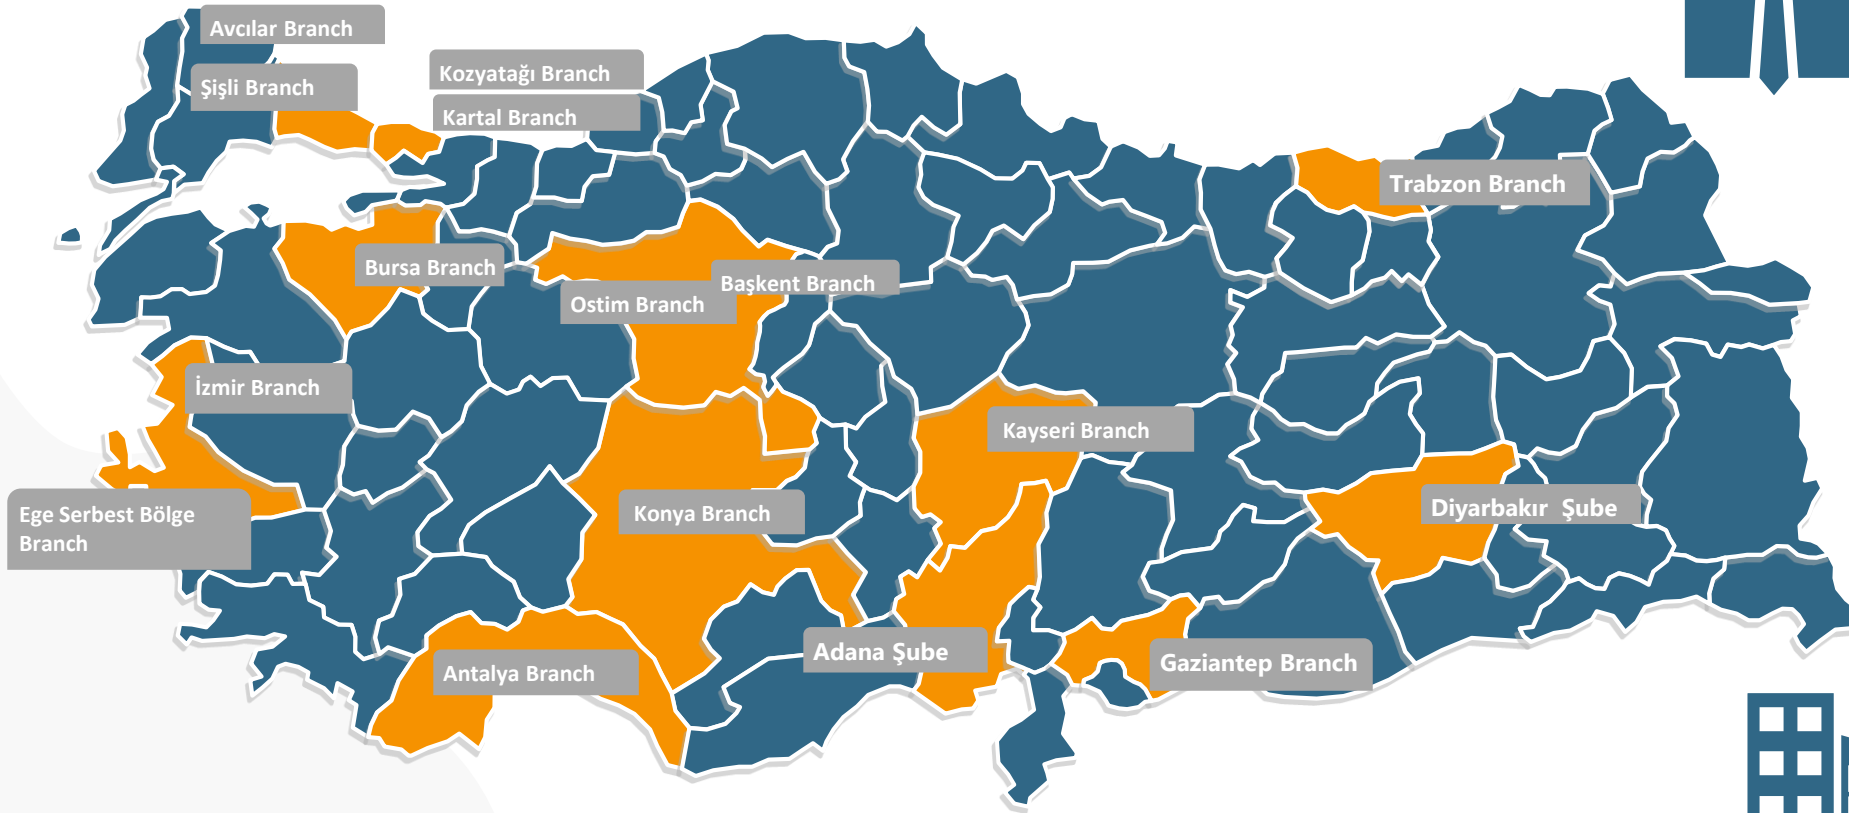 Avcılar Branch
Şişli Branch
Kozyatağı Branch
Kartal Branch
Trabzon Branch
Bursa Branch
Başkent Branch
Ostim Branch
İzmir Branch
Kayseri Branch
Ege Serbest Bölge
Branch
Konya Branch
Diyarbakır  Şube
Adana Şube
Gaziantep Branch
Antalya Branch